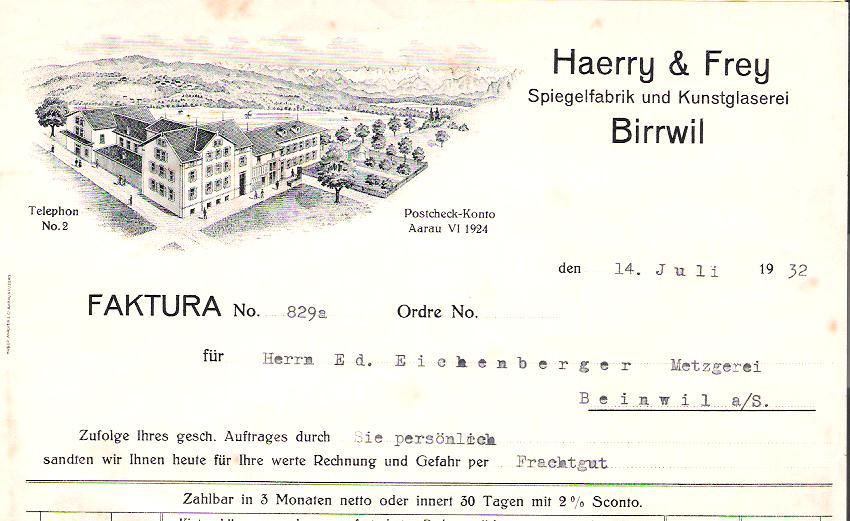 Haerry & Frey
Spiegelfabrik und Kunstglaserei
Birrwil
Telephon
No. 2
Postcheck-Konto
Aarau VI 1924
den 14. Juli 19 32
FAKTURA No. 829a Ordre No.
für Herrn Ed. Eichenberger Metzgerei
Beinwil a/S.
Zufolge Ihres gesch. Auftrages durch Sie persönlich
sandten wir Ihnen heute für Ihre werte Rechnung und Gefahr per Frachtgut
Zahlbar in 3 Monaten netto oder innert 30 Tagen mit 2% Sconto.